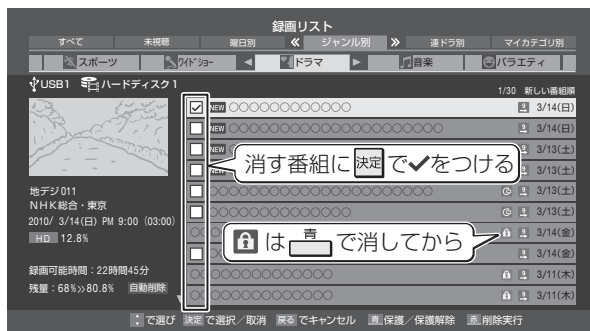 録画リスト
すべて 未視聴 曜日別 ≪ ジャンル別 ≫ 連ドラ別 マイカテゴリ別
スポーツ ワイドショー ◀ ドラマ ▶ 音楽 バラエティ
USB1 ハードディスク1
1/30 新しい番組順
NEW 〇〇〇〇〇〇〇〇〇〇〇〇 3/14(日)
NEW 〇〇〇〇〇〇〇〇〇〇〇〇〇〇〇〇〇〇〇〇〇 3/14(日)
NEW 3/13(土)
NEW 3/13(土)
消す番組に 決定 で✓をつける
地デジ011
〇〇〇〇〇〇〇〇〇〇〇〇〇〇〇〇〇〇〇〇〇〇 3/13(土)
NHK総合・東京
〇〇〇〇〇〇〇〇〇〇〇〇〇〇 3/13(土)
2010/ 3/14(日) PM 9:00 (03:00)
3/14(金)
は 青 で消してから
HD 12.8%
3/14(金)
録画可能時間:22時間45分
〇〇〇〇〇〇〇〇〇〇〇〇〇 3/11(木)
残量:68%≫80.8% 自動削除
〇〇〇〇〇〇〇〇〇〇〇〇〇 3/11(木)
で選び 決定 で選択/取消 戻る でキャンセル 青 保護/保護解除 赤 削除実行